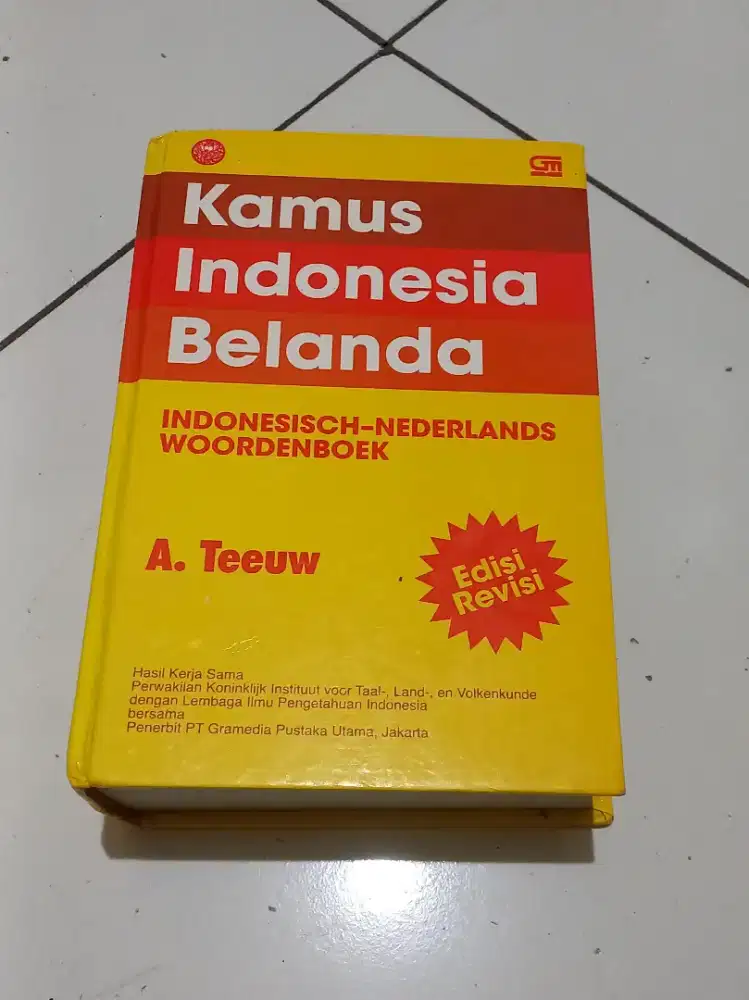 GM
Kamus
Indonesia
Belanda
INDONESISCH-NEDERLANDS
WOORDENBOEK
A. Teeuw
Edisi
Revisi
Hasil Kerja Sama
Perwakilan Koninklijk Instituut voor Taal-, Land-, en Volkenkunde
dengan Lembaga Ilmu Pengetahuan Indonesia
bersama
Penerbit PT Gramedia Pustaka Utama, Jakarta